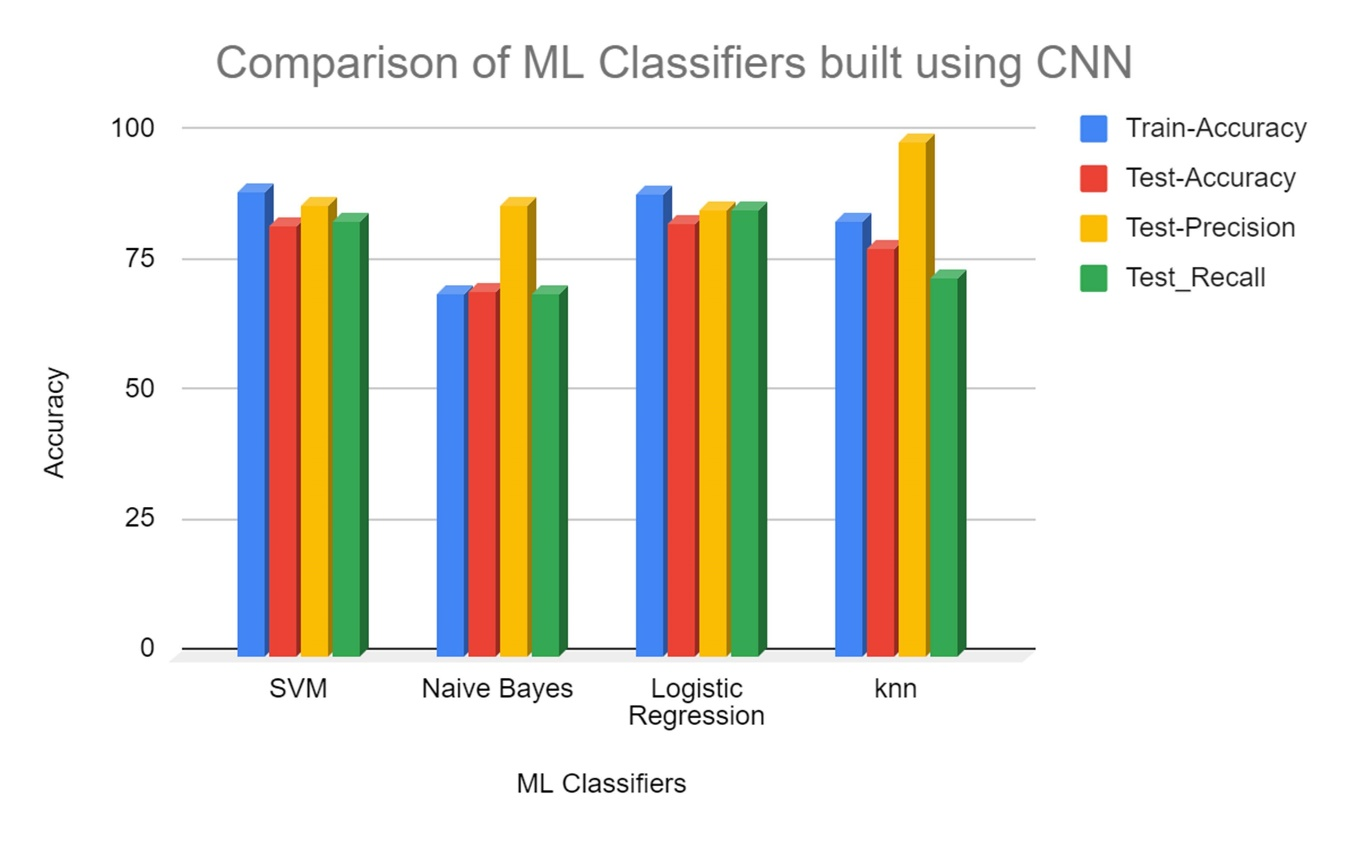 Comparison of ML Classifiers built using CNN
100
75
50
25
0
Accuracy
SVM
Naive Bayes
Logistic
Regression
knn
ML Classifiers
Train-Accuracy
Test-Accuracy
Test-Precision
Test_Recall